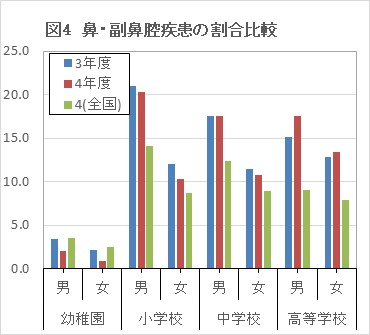 図4 鼻・副鼻腔疾患の割合比較
25.0
20.0
15.0
10.0
5.0
0.0
3年度
4年度
4(全国)
男 女 男 女 男 女 男 女
幼稚園 小学校 中学校 高等学校